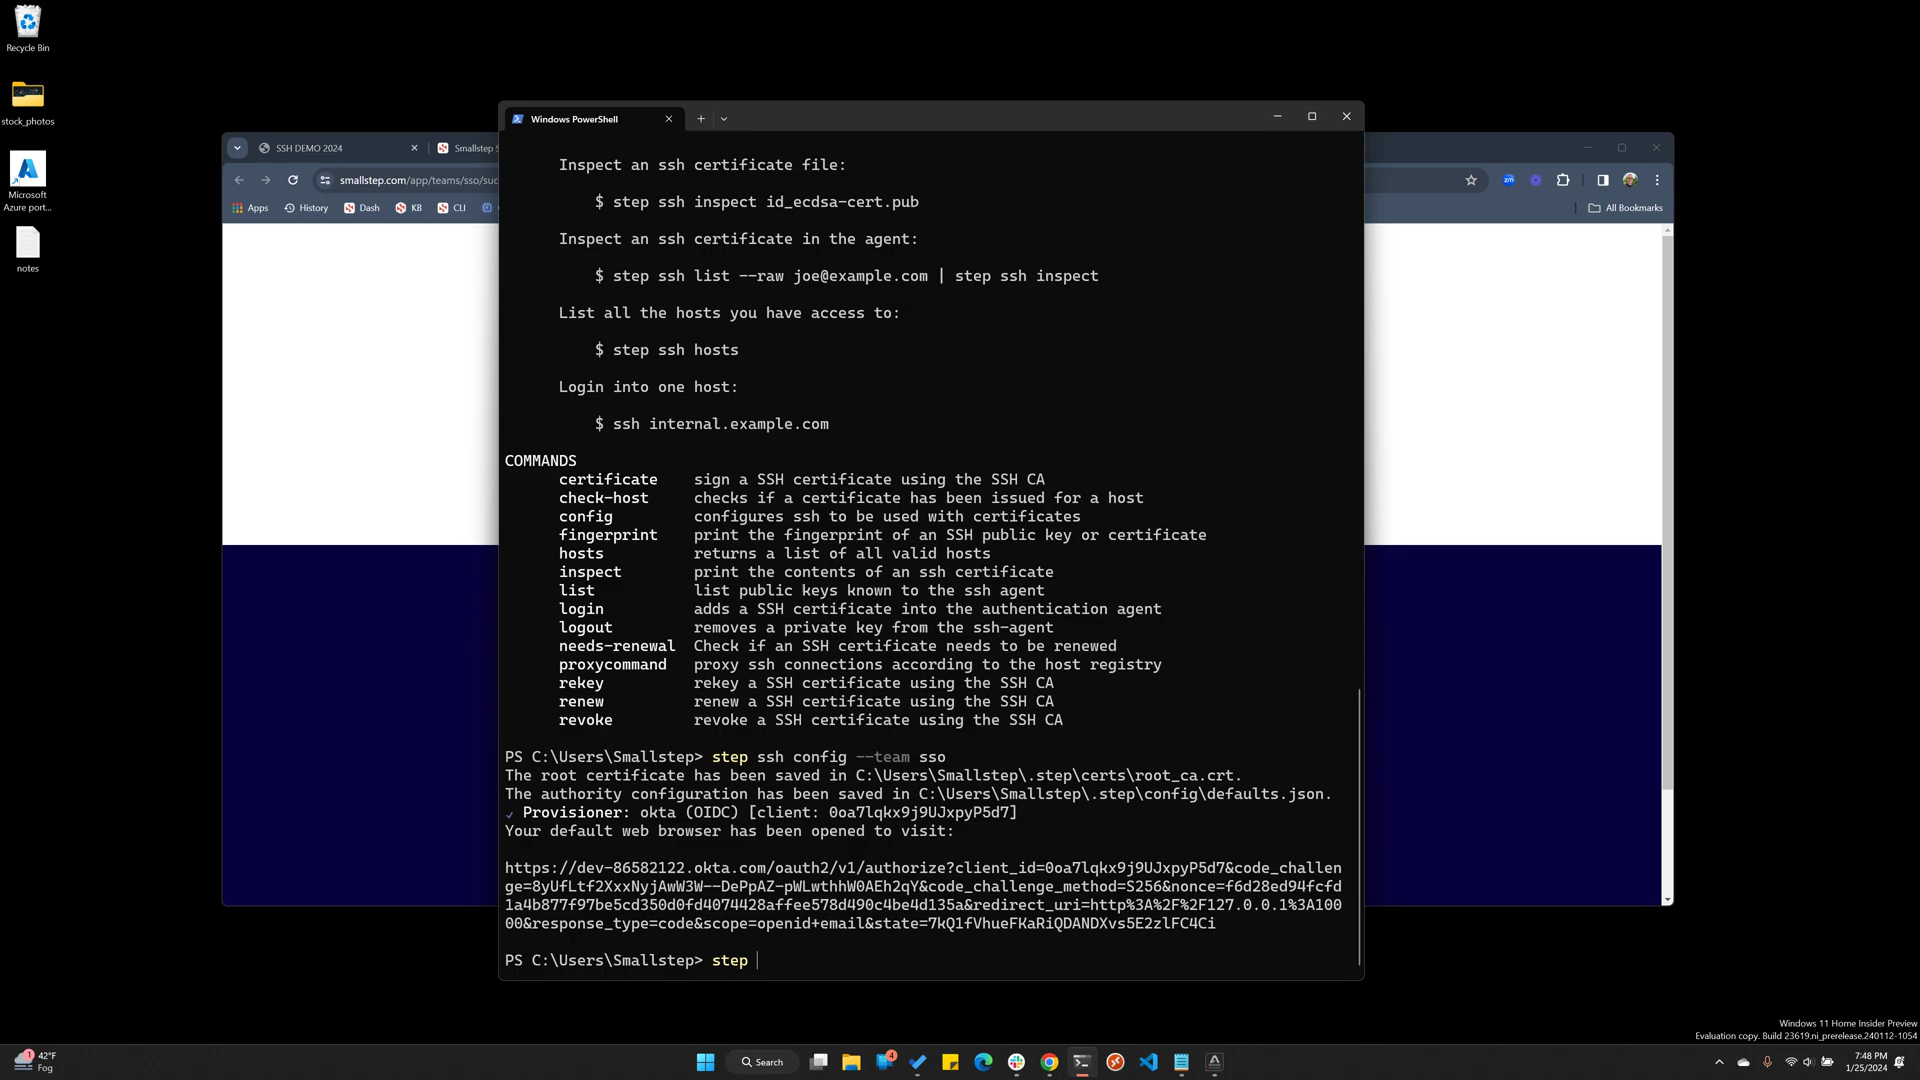 Recycle Bin
stock_photos
Microsoft
Azure port...
notes
SSH DEMO 2024
Smallstep S
smallstep.com/app/teams/sso/suc
Apps
History
Dash
KB
CLI
All Bookmarks
Windows PowerShell
Inspect an ssh certificate file:
$ step ssh inspect id_ecdsa-cert.pub
Inspect an ssh certificate in the agent:
$ step ssh list --raw joe@example.com | step ssh inspect
List all the hosts you have access to:
$ step ssh hosts
Login into one host:
$ ssh internal.example.com
COMMANDS
certificate    sign a SSH certificate using the SSH CA
check-host     checks if a certificate has been issued for a host
config         configures ssh to be used with certificates
fingerprint    print the fingerprint of an SSH public key or certificate
hosts          returns a list of all valid hosts
inspect        print the contents of an ssh certificate
list           list public keys known to the ssh agent
login          adds a SSH certificate into the authentication agent
logout         removes a private key from the ssh-agent
needs-renewal  Check if an SSH certificate needs to be renewed
proxycommand   proxy ssh connections according to the host registry
rekey          rekey a SSH certificate using the SSH CA
renew          renew a SSH certificate using the SSH CA
revoke         revoke a SSH certificate using the SSH CA
PS C:\Users\Smallstep> step ssh config --team sso
The root certificate has been saved in C:\Users\Smallstep\.step\certs\root_ca.crt.
The authority configuration has been saved in C:\Users\Smallstep\.step\config\defaults.json.
✓ Provisioner: okta (OIDC) [client: 0oa7lqkx9j9UJxpyP5d7]
Your default web browser has been opened to visit:
https://dev-86582122.okta.com/oauth2/v1/authorize?client_id=0oa7lqkx9j9UJxpyP5d7&code_challen
ge=8yUfLtf2XxxNyjAwW3W--DePpAZ-pWLwthhW0AEh2qY&code_challenge_method=S256&nonce=f6d28ed94fcfd
1a4b877f97be5cd350d0fd4074428affee578d490c4be4d135a&redirect_uri=http%3A%2F%2F127.0.0.1%3A100
00&response_type=code&scope=openid+email&state=7kQ1fVhueFKaRiQDANDXvs5E2zlFC4Ci
PS C:\Users\Smallstep> step
Windows 11 Home Insider Preview
Evaluation copy. Build 23619.ni_prerelease.240112-1054
1
42°F
Fog
Search
4
7:48 PM
1/25/2024